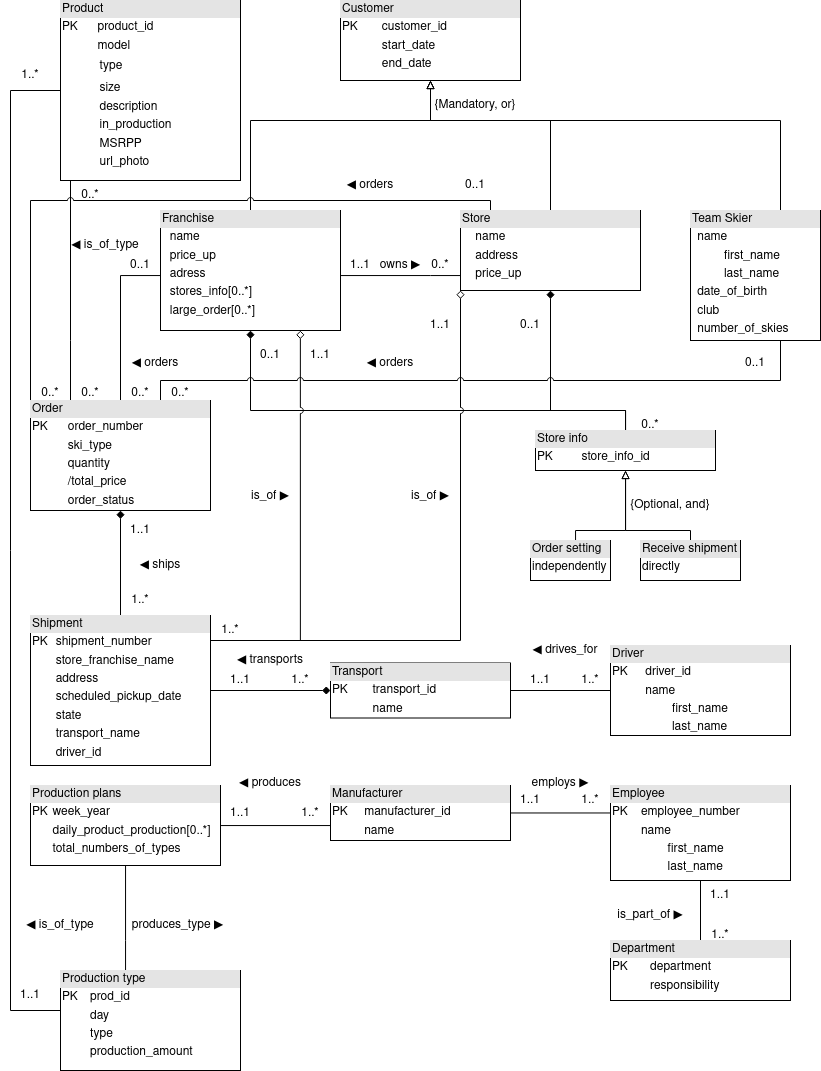 Product
PK product_id
model
type
size
description
in_production
MSRPP
url_photo
Customer
PK customer_id
start_date
end_date
1..*
{Mandatory, or}
0..*
◀ orders 0..1
Franchise
name
price_up
adress
stores_info[0..*]
large_order[0..*]
Store
name
address
price_up
Team Skier
name
first_name
last_name
date_of_birth
club
number_of_skies
◀ is_of_type
0..1
1..1 owns ▶ 0..*
1..1 0..1
0..1 1..1
◀ orders
◀ orders
0..1
0..* 0..* 0..* 0..*
Order
PK order_number
ski_type
quantity
/total_price
order_status
0..*
Store info
PK store_info_id
is_of ▶
is_of ▶
{Optional, and}
1..1
Order setting
independently
Receive shipment
directly
◀ ships
1..*
Shipment
PK shipment_number
store_franchise_name
address
scheduled_pickup_date
state
transport_name
driver_id
1..*
◀ transports
1..1 1..*
Transport
PK transport_id
name
◀ drives_for
1..1 1..*
Driver
PK driver_id
name
first_name
last_name
Production plans
PK week_year
daily_product_production[0..*]
total_numbers_of_types
◀ produces
1..1 1..*
Manufacturer
PK manufacturer_id
name
employs ▶
1..1 1..*
Employee
PK employee_number
name
first_name
last_name
◀ is_of_type
produces_type ▶
1..1
is_part_of ▶
1..*
Department
PK department
responsibility
1..1
Production type
PK prod_id
day
type
production_amount